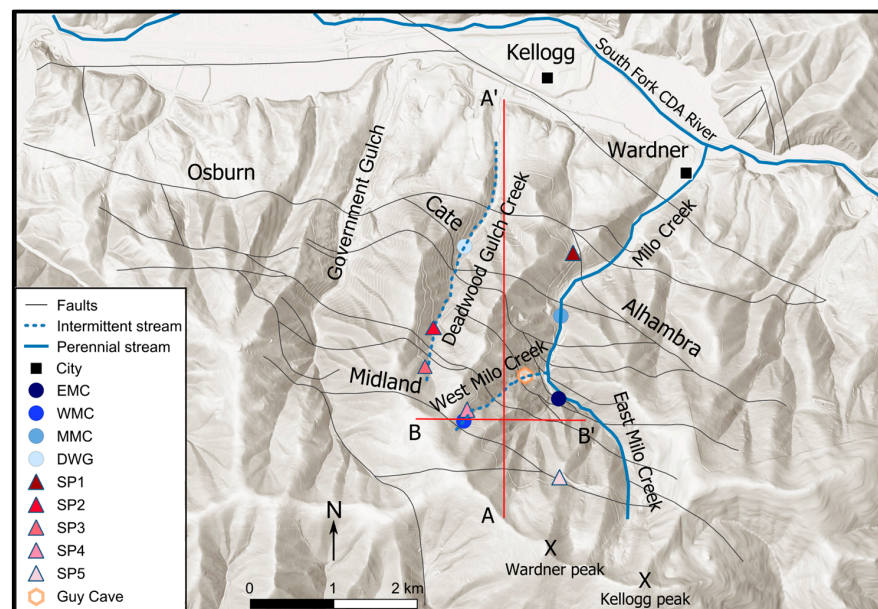 Kellogg
South Fork CDA River
A'
Wardner
Osburn
Government Gulch
Cate
Deadwood Gulch Creek
Milo Creek
Alhambra
Midland
West Milo Creek
B
B'
East Milo Creek
A
N
X
Wardner peak
X
Kellogg peak
0 1 2 km
Faults
Intermittent stream
Perennial stream
City
EMC
WMC
MMC
DWG
SP1
SP2
SP3
SP4
SP5
Guy Cave